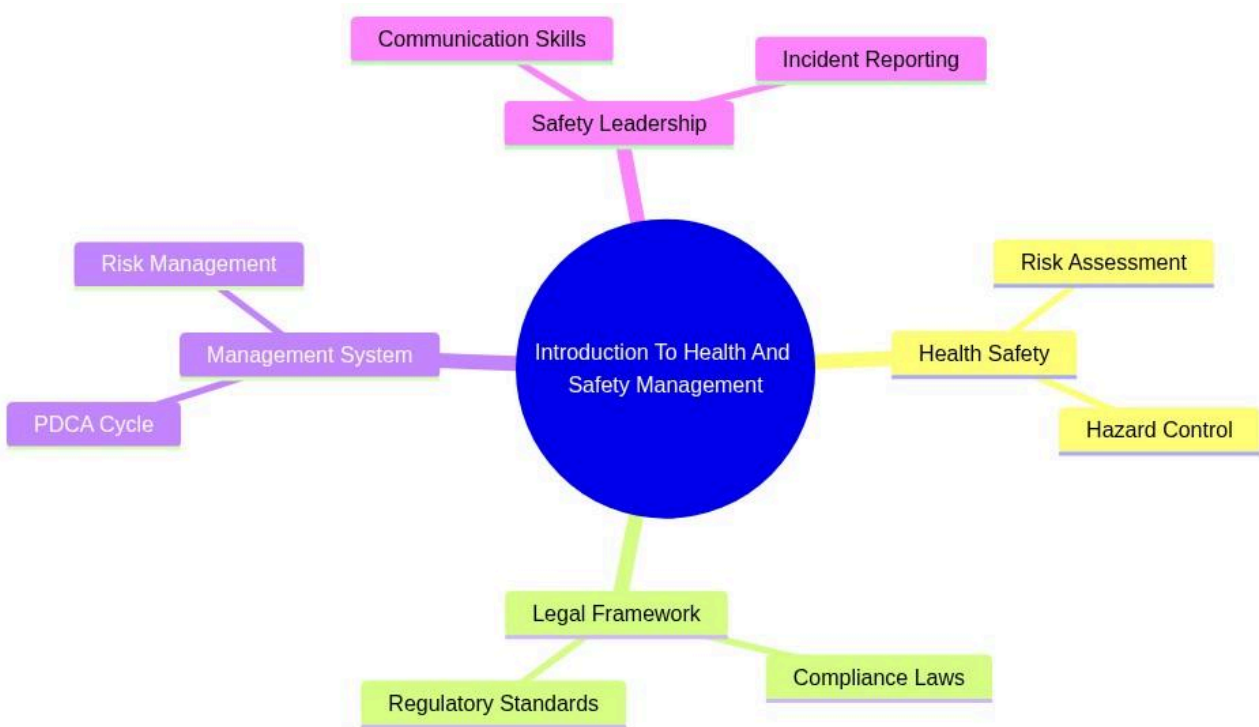 Communication Skills
Incident Reporting
Safety Leadership
Risk Management
Risk Assessment
Management System
Introduction To Health And
Safety Management
Health Safety
PDCA Cycle
Hazard Control
Legal Framework
Compliance Laws
Regulatory Standards